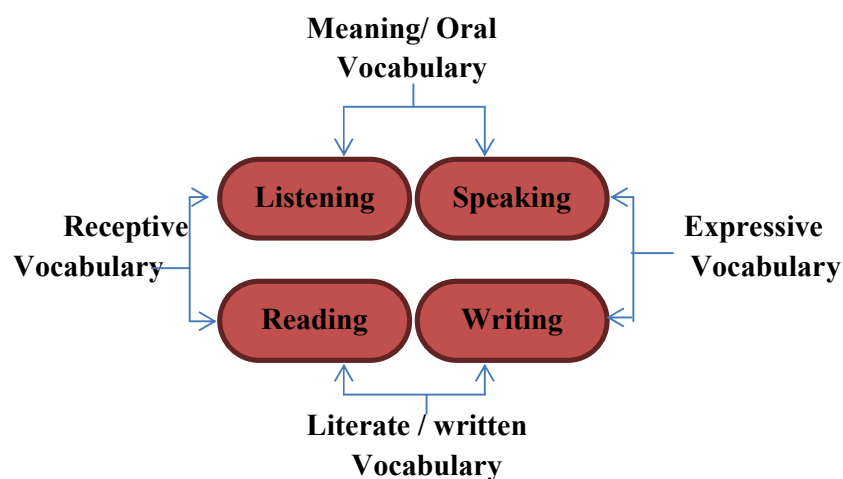 Meaning/ Oral
Vocabulary
Listening
Speaking
Receptive
Vocabulary
Expressive
Vocabulary
Reading
Writing
Literate / written
Vocabulary